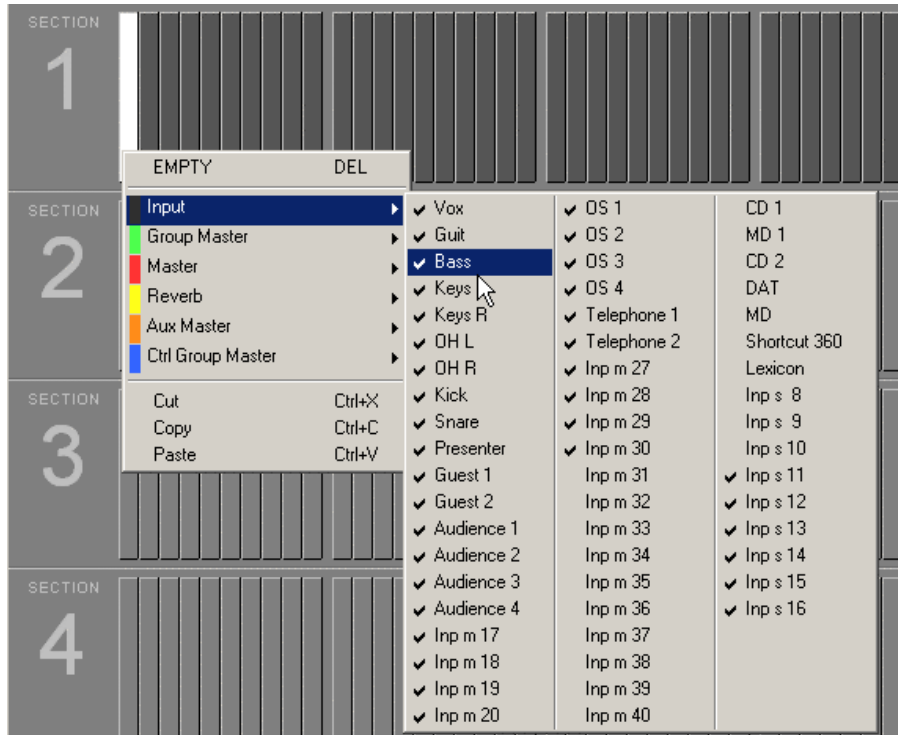 SECTION
1
EMPTY DEL
Input
Group Master
Master
Reverb
Aux Master
Ctrl Group Master
Cut Ctrl+X
Copy Ctrl+C
Paste Ctrl+V
Vox
Guit
Bass
Keys
Keys R
OH L
OH R
Kick
Snare
Presenter
Guest 1
Guest 2
Audience 1
Audience 2
Audience 3
Audience 4
Inp m 17
Inp m 18
Inp m 19
Inp m 20
OS 1
OS 2
OS 3
OS 4
Telephone 1
Telephone 2
Inp m 27
Inp m 28
Inp m 29
Inp m 30
Inp m 31
Inp m 32
Inp m 33
Inp m 34
Inp m 35
Inp m 36
Inp m 37
Inp m 38
Inp m 39
Inp m 40
CD 1
MD 1
CD 2
DAT
MD
Shortcut 360
Lexicon
Inp s 8
Inp s 9
Inp s 10
Inp s 11
Inp s 12
Inp s 13
Inp s 14
Inp s 15
Inp s 16
SECTION
2
SECTION
3
SECTION
4